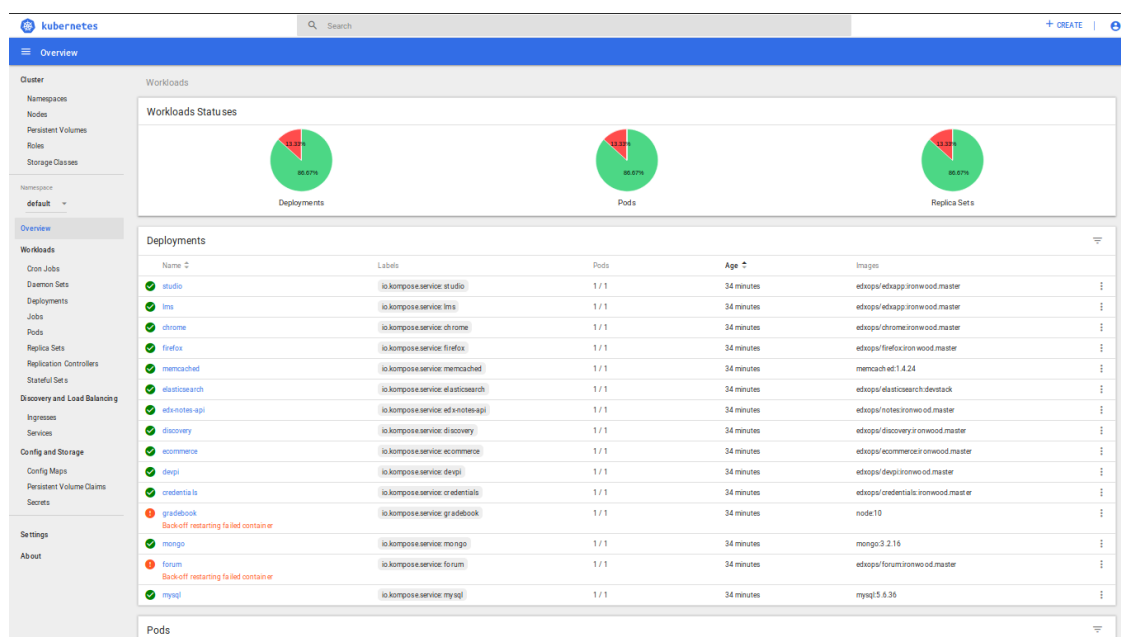 kubernetes
Search
+ CREATE |
Overview
Cluster
Namespaces
Nodes
Persistent Volumes
Roles
Storage Classes
Namespace
default
Overview
Workloads
Cron Jobs
Daemon Sets
Deployments
Jobs
Pods
Replica Sets
Replication Controllers
Stateful Sets
Discovery and Load Balancing
Ingresses
Services
Config and Storage
Config Maps
Persistent Volume Claims
Secrets
Settings
About
Workloads
Workloads Statuses
13.33%
86.67%
Deployments
13.33%
86.67%
Pods
13.33%
86.67%
Replica Sets
Deployments
Name Labels Pods Age Images
studio io.kompose.service: studio 1 / 1 34 minutes edxops/edxapp:ironwood.master
lms io.kompose.service: lms 1 / 1 34 minutes edxops/edxapp:ironwood.master
chrome io.kompose.service: chrome 1 / 1 34 minutes edxops/chrome:ironwood.master
firefox io.kompose.service: firefox 1 / 1 34 minutes edxops/firefox:ironwood.master
memcached io.kompose.service: memcached 1 / 1 34 minutes memcached:1.4.24
elasticsearch io.kompose.service: elasticsearch 1 / 1 34 minutes edxops/elasticsearch:devstack
edx-notes-api io.kompose.service: edx-notes-api 1 / 1 34 minutes edxops/notes:ironwood.master
discovery io.kompose.service: discovery 1 / 1 34 minutes edxops/discovery:ironwood.master
ecommerce io.kompose.service: ecommerce 1 / 1 34 minutes edxops/ecommerce:ironwood.master
devpi io.kompose.service: devpi 1 / 1 34 minutes edxops/devpi:ironwood.master
credentials io.kompose.service: credentials 1 / 1 34 minutes edxops/credentials:ironwood.master
gradebook io.kompose.service: gradebook 1 / 1 34 minutes node:10
Back-off restarting failed container
mongo io.kompose.service: mongo 1 / 1 34 minutes mongo:3.2.16
forum io.kompose.service: forum 1 / 1 34 minutes edxops/forum:ironwood.master
Back-off restarting failed container
mysql io.kompose.service: mysql 1 / 1 34 minutes mysql:5.6.36
Pods